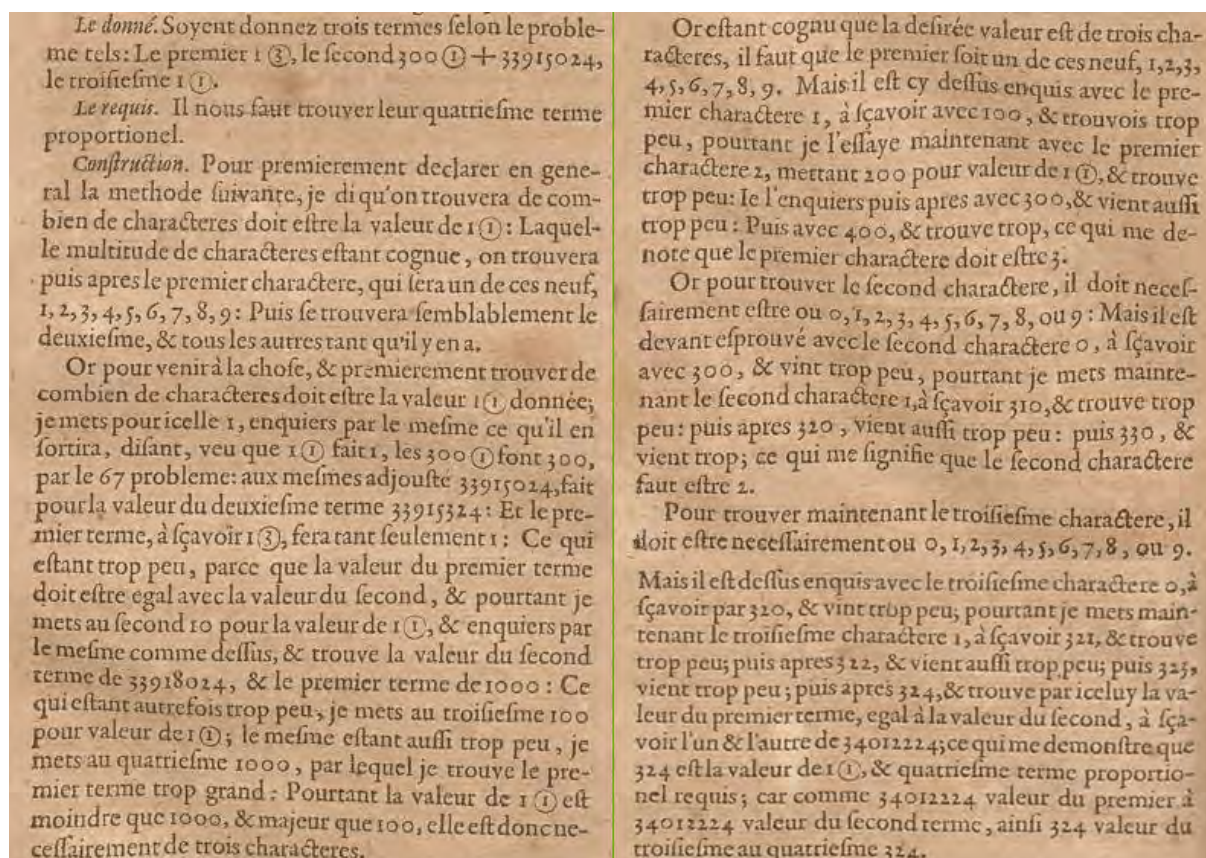 Le donné. Soyent donnez trois termes ſelon le proble-
me tels: Le premier 1 ③, le ſecond 300 ① + 33915024,
le troiſieſme 1 ①.
Le requis. Il nous faut trouver leur quatrieſme terme
proportionel.
Conſtruction. Pour premierement declarer en gene-
ral la methode ſuivante, je di qu'on trouvera de com-
bien de characteres doit eſtre la valeur de 1 ①: Laquel-
le multitude de characteres eſtant cognue, on trouvera
puis apres le premier charactere, qui ſera un de ces neuf,
1, 2, 3, 4, 5, 6, 7, 8, 9: Puis ſe trouvera ſemblablement le
deuxieſme, & tous les autres tant qu'il y en a.
Or pour venir à la choſe, & premierement trouver de
combien de characteres doit eſtre la valeur 1 ① donnée;
je mets pour icelle 1, enquiers par le meſme ce qu'il en
ſortira, diſant, veu que 1 ① fait 1, les 300 ① font 300,
par le 67 probleme: aux meſmes adjouſté 33915024, fait
pour la valeur du deuxieſme terme 33915324: Et le pre-
mier terme, à ſçavoir 1 ③, fera tant ſeulement 1: Ce qui
eſtant trop peu, parce que la valeur du premier terme
doit eſtre egal avec la valeur du ſecond, & pourtant je
mets au ſecond 10 pour la valeur de 1 ①, & enquiers par
le meſme comme deſſus, & trouve la valeur du ſecond
terme de 33918024, & le premier terme de 1000: Ce
qui eſtant autrefois trop peu, je mets au troiſieſme 100
pour valeur de 1 ①; le meſme eſtant auſſi trop peu, je
mets au quatrieſme 1000, par lequel je trouve le pre-
mier terme trop grand: Pourtant la valeur de 1 ① eſt
moindre que 1000, & majeur que 100, elle eſt donc ne-
ceſſairement de trois characteres.
Or eſtant cognu que la deſirée valeur eſt de trois cha-
racteres, il faut que le premier ſoit un de ces neuf, 1, 2, 3,
4, 5, 6, 7, 8, 9. Mais il eſt cy deſſus enquis avec le pre-
mier charactere 1, à ſçavoir avec 100, & trouvois trop
peu, pourtant je l'eſſaye maintenant avec le premier
charactere 2, mettant 200 pour valeur de 1 ①, & trouve
trop peu: Ie l'enquiers puis apres avec 300, & vient auſſi
trop peu: Puis avec 400, & trouve trop, ce qui me de-
note que le premier charactere doit eſtre 3.
Or pour trouver le ſecond charactere, il doit neceſ-
ſairement eſtre ou 0, 1, 2, 3, 4, 5, 6, 7, 8, ou 9: Mais il eſt
devant eſprouvé avec le ſecond charactere 0, à ſçavoir
avec 300, & vint trop peu, pourtant je mets mainte-
nant le ſecond charactere 1, à ſçavoir 310, & trouve trop
peu: puis apres 320, vient auſſi trop peu: puis 330, &
vient trop; ce qui me ſignifie que le ſecond charactere
faut eſtre 2.
Pour trouver maintenant le troiſieſme charactere, il
doit eſtre neceſſairement ou 0, 1, 2, 3, 4, 5, 6, 7, 8, ou 9.
Mais il eſt deſſus enquis avec le troiſieſme charactere 0, à
ſçavoir par 320, & vint trop peu; pourtant je mets main-
tenant le troiſieſme charactere 1, à ſçavoir 321, & trouve
trop peu; puis apres 322, & vient auſſi trop peu; puis 323,
vient trop peu; puis apres 324, & trouve par iceluy la va-
leur du premier terme, egal à la valeur du ſecond, à ſça-
voir l'un & l'autre de 34012224; ce qui me demonſtre que
324 eſt la valeur de 1 ①, & quatrieſme terme proportio-
nel requis; car comme 34012224 valeur du premier à
34012224 valeur du ſecond terme, ainſi 324 valeur du
troiſieſme au quatrieſme 324.